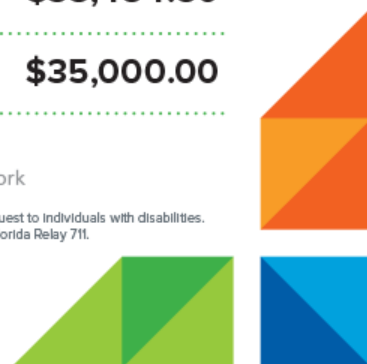 $35,000.00
ork
uest to individuals with disabilities.
orida Relay 711.